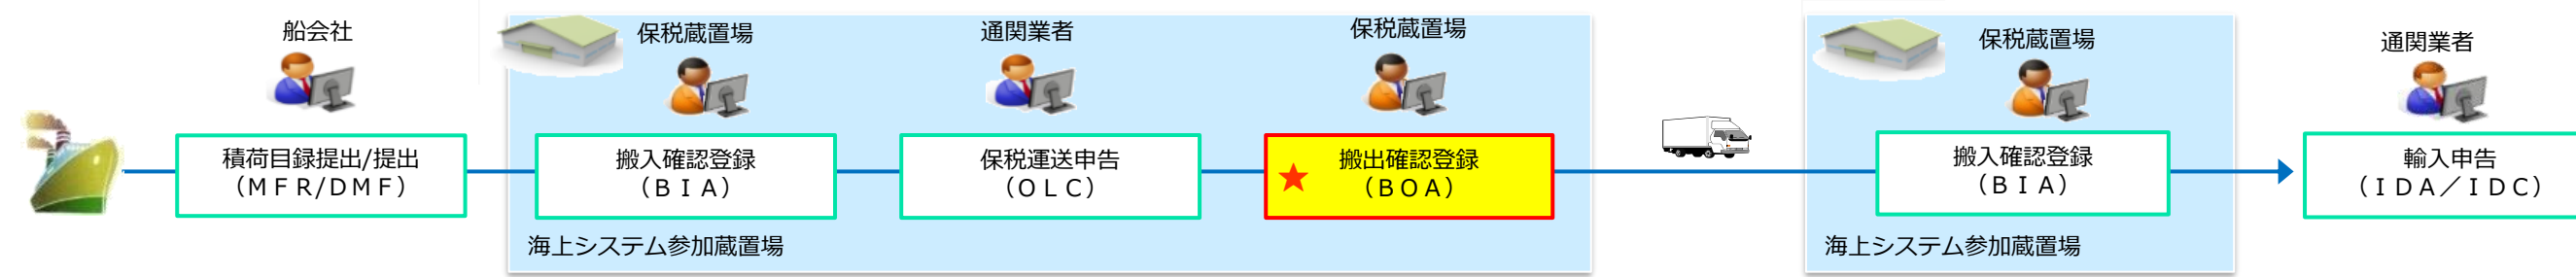 船会社
積荷目録提出/提出
（ＭＦＲ/ＤＭＦ）
保税蔵置場
搬入確認登録
（ＢＩＡ）
通関業者
保税運送申告
（ＯＬＣ）
保税蔵置場
搬出確認登録
（ＢＯＡ）
海上システム参加蔵置場
保税蔵置場
搬入確認登録
（ＢＩＡ）
海上システム参加蔵置場
通関業者
輸入申告
（ＩＤＡ／ＩＤＣ）